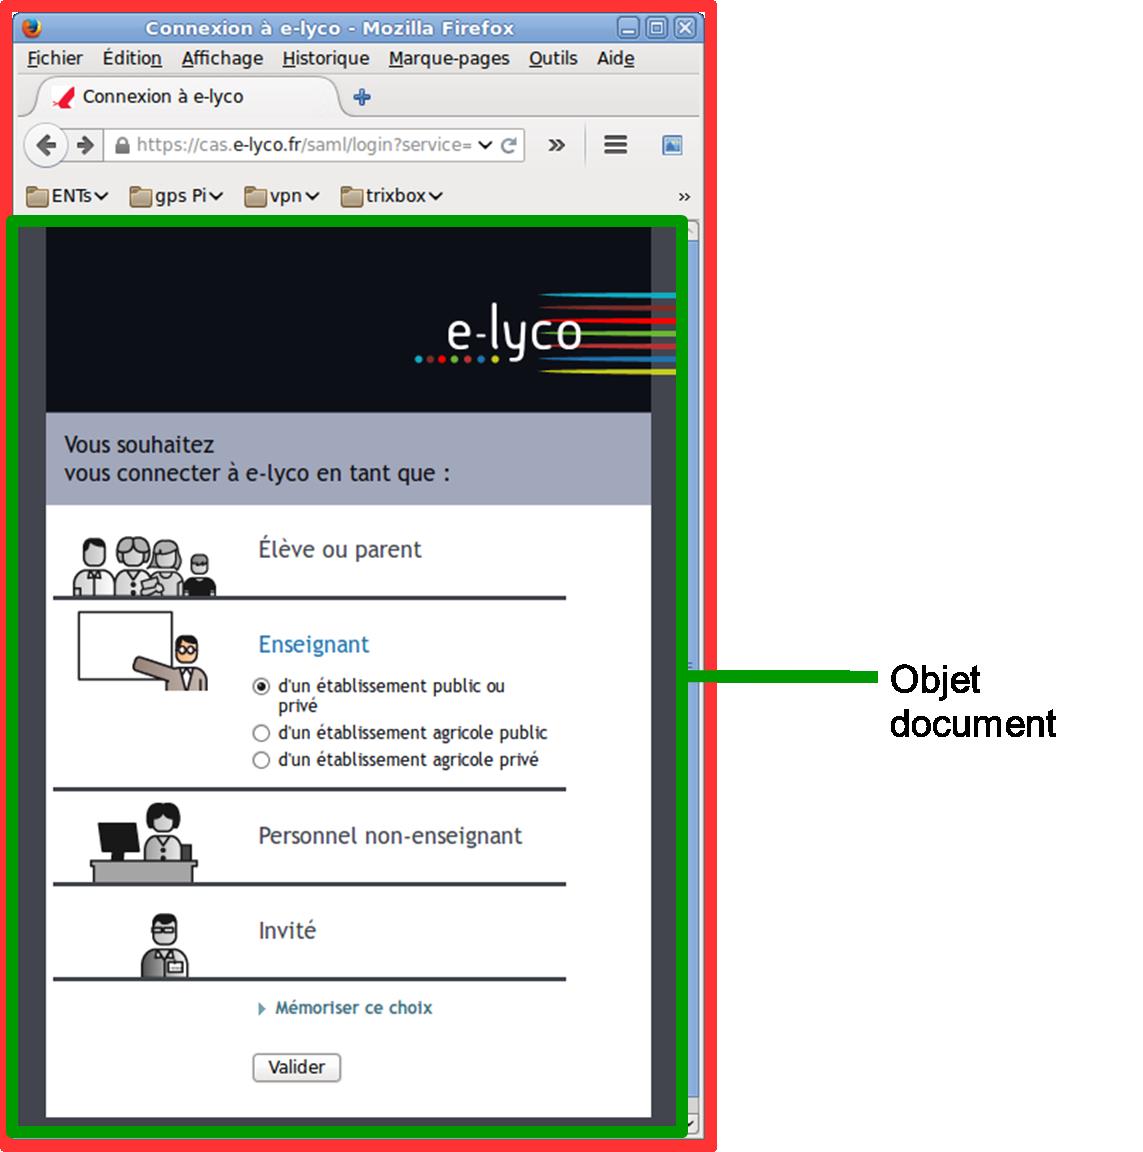 Connexion à e-lyco - Mozilla Firefox
Fichier Édition Affichage Historique Marque-pages Outils Aide
Connexion à e-lyco
https://cas.e-lyco.fr/saml/login?service=
ENTs gps Pi vpn trixbox »
e-lyco
Vous souhaitez
vous connecter à e-lyco en tant que :
Élève ou parent
Enseignant
d'un établissement public ou
privé
d'un établissement agricole public
d'un établissement agricole privé
Objet
document
Personnel non-enseignant
Invité
Mémoriser ce choix
Valider